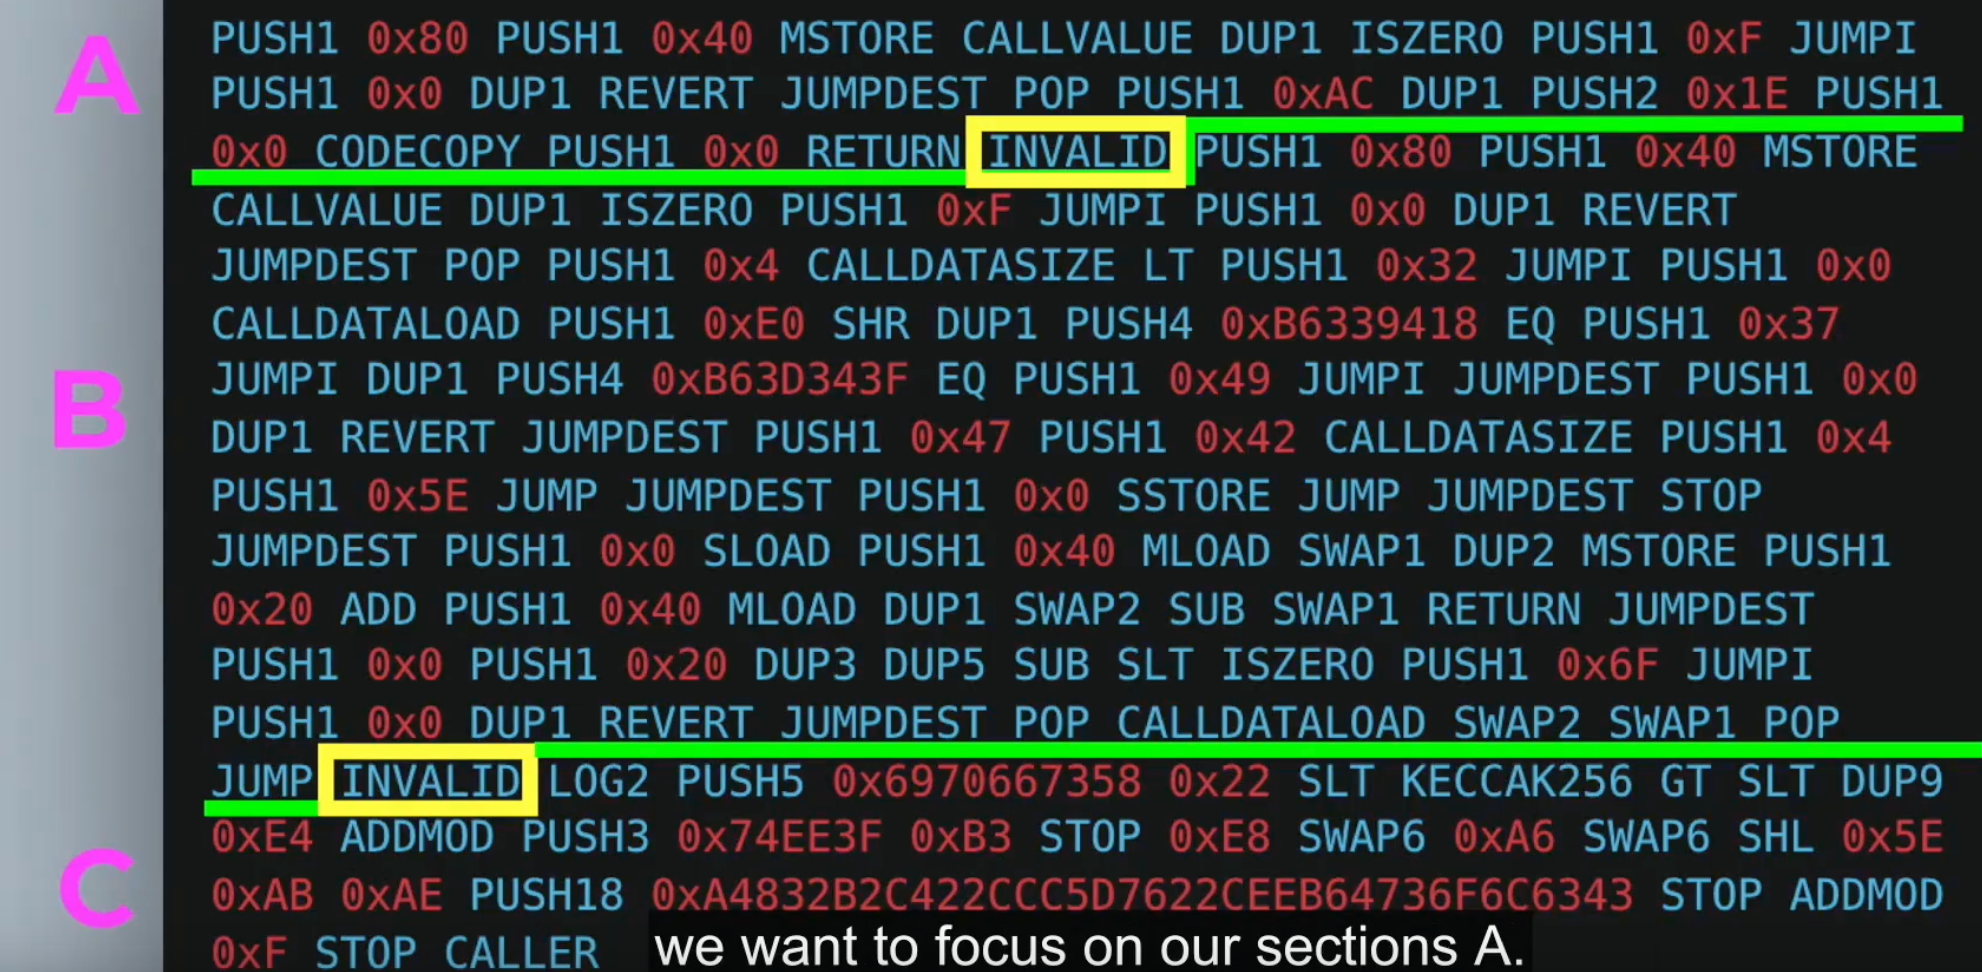 A
PUSH1 0x80 PUSH1 0x40 MSTORE CALLVALUE DUP1 ISZERO PUSH1 0xF JUMPI
PUSH1 0x0 DUP1 REVERT JUMPDEST POP PUSH1 0xAC DUP1 PUSH2 0x1E PUSH1
0x0 CODECOPY PUSH1 0x0 RETURN INVALID PUSH1 0x80 PUSH1 0x40 MSTORE
CALLVALUE DUP1 ISZERO PUSH1 0xF JUMPI PUSH1 0x0 DUP1 REVERT
JUMPDEST POP PUSH1 0x4 CALLDATASIZE LT PUSH1 0x32 JUMPI PUSH1 0x0
CALLDATALOAD PUSH1 0xE0 SHR DUP1 PUSH4 0xB6339418 EQ PUSH1 0x37
B
JUMPI DUP1 PUSH4 0xB63D343F EQ PUSH1 0x49 JUMPI JUMPDEST PUSH1 0x0
DUP1 REVERT JUMPDEST PUSH1 0x47 PUSH1 0x42 CALLDATASIZE PUSH1 0x4
PUSH1 0x5E JUMP JUMPDEST PUSH1 0x0 SSTORE JUMP JUMPDEST STOP
JUMPDEST PUSH1 0x0 SLOAD PUSH1 0x40 MLOAD SWAP1 DUP2 MSTORE PUSH1
0x20 ADD PUSH1 0x40 MLOAD DUP1 SWAP2 SUB SWAP1 RETURN JUMPDEST
PUSH1 0x0 PUSH1 0x20 DUP3 DUP5 SUB SLT ISZERO PUSH1 0x6F JUMPI
PUSH1 0x0 DUP1 REVERT JUMPDEST POP CALLDATALOAD SWAP2 SWAP1 POP
JUMP INVALID LOG2 PUSH5 0x6970667358 0x22 SLT KECCAK256 GT SLT DUP9
0xE4 ADDMOD PUSH3 0x74EE3F 0xB3 STOP 0xE8 SWAP6 0xA6 SWAP6 SHL 0x5E
C
0xAB 0xAE PUSH18 0xA4832B2C422CCC5D7622CEEB64736F6C6343 STOP ADDMOD
0xF STOP CALLER
we want to focus on our sections A.